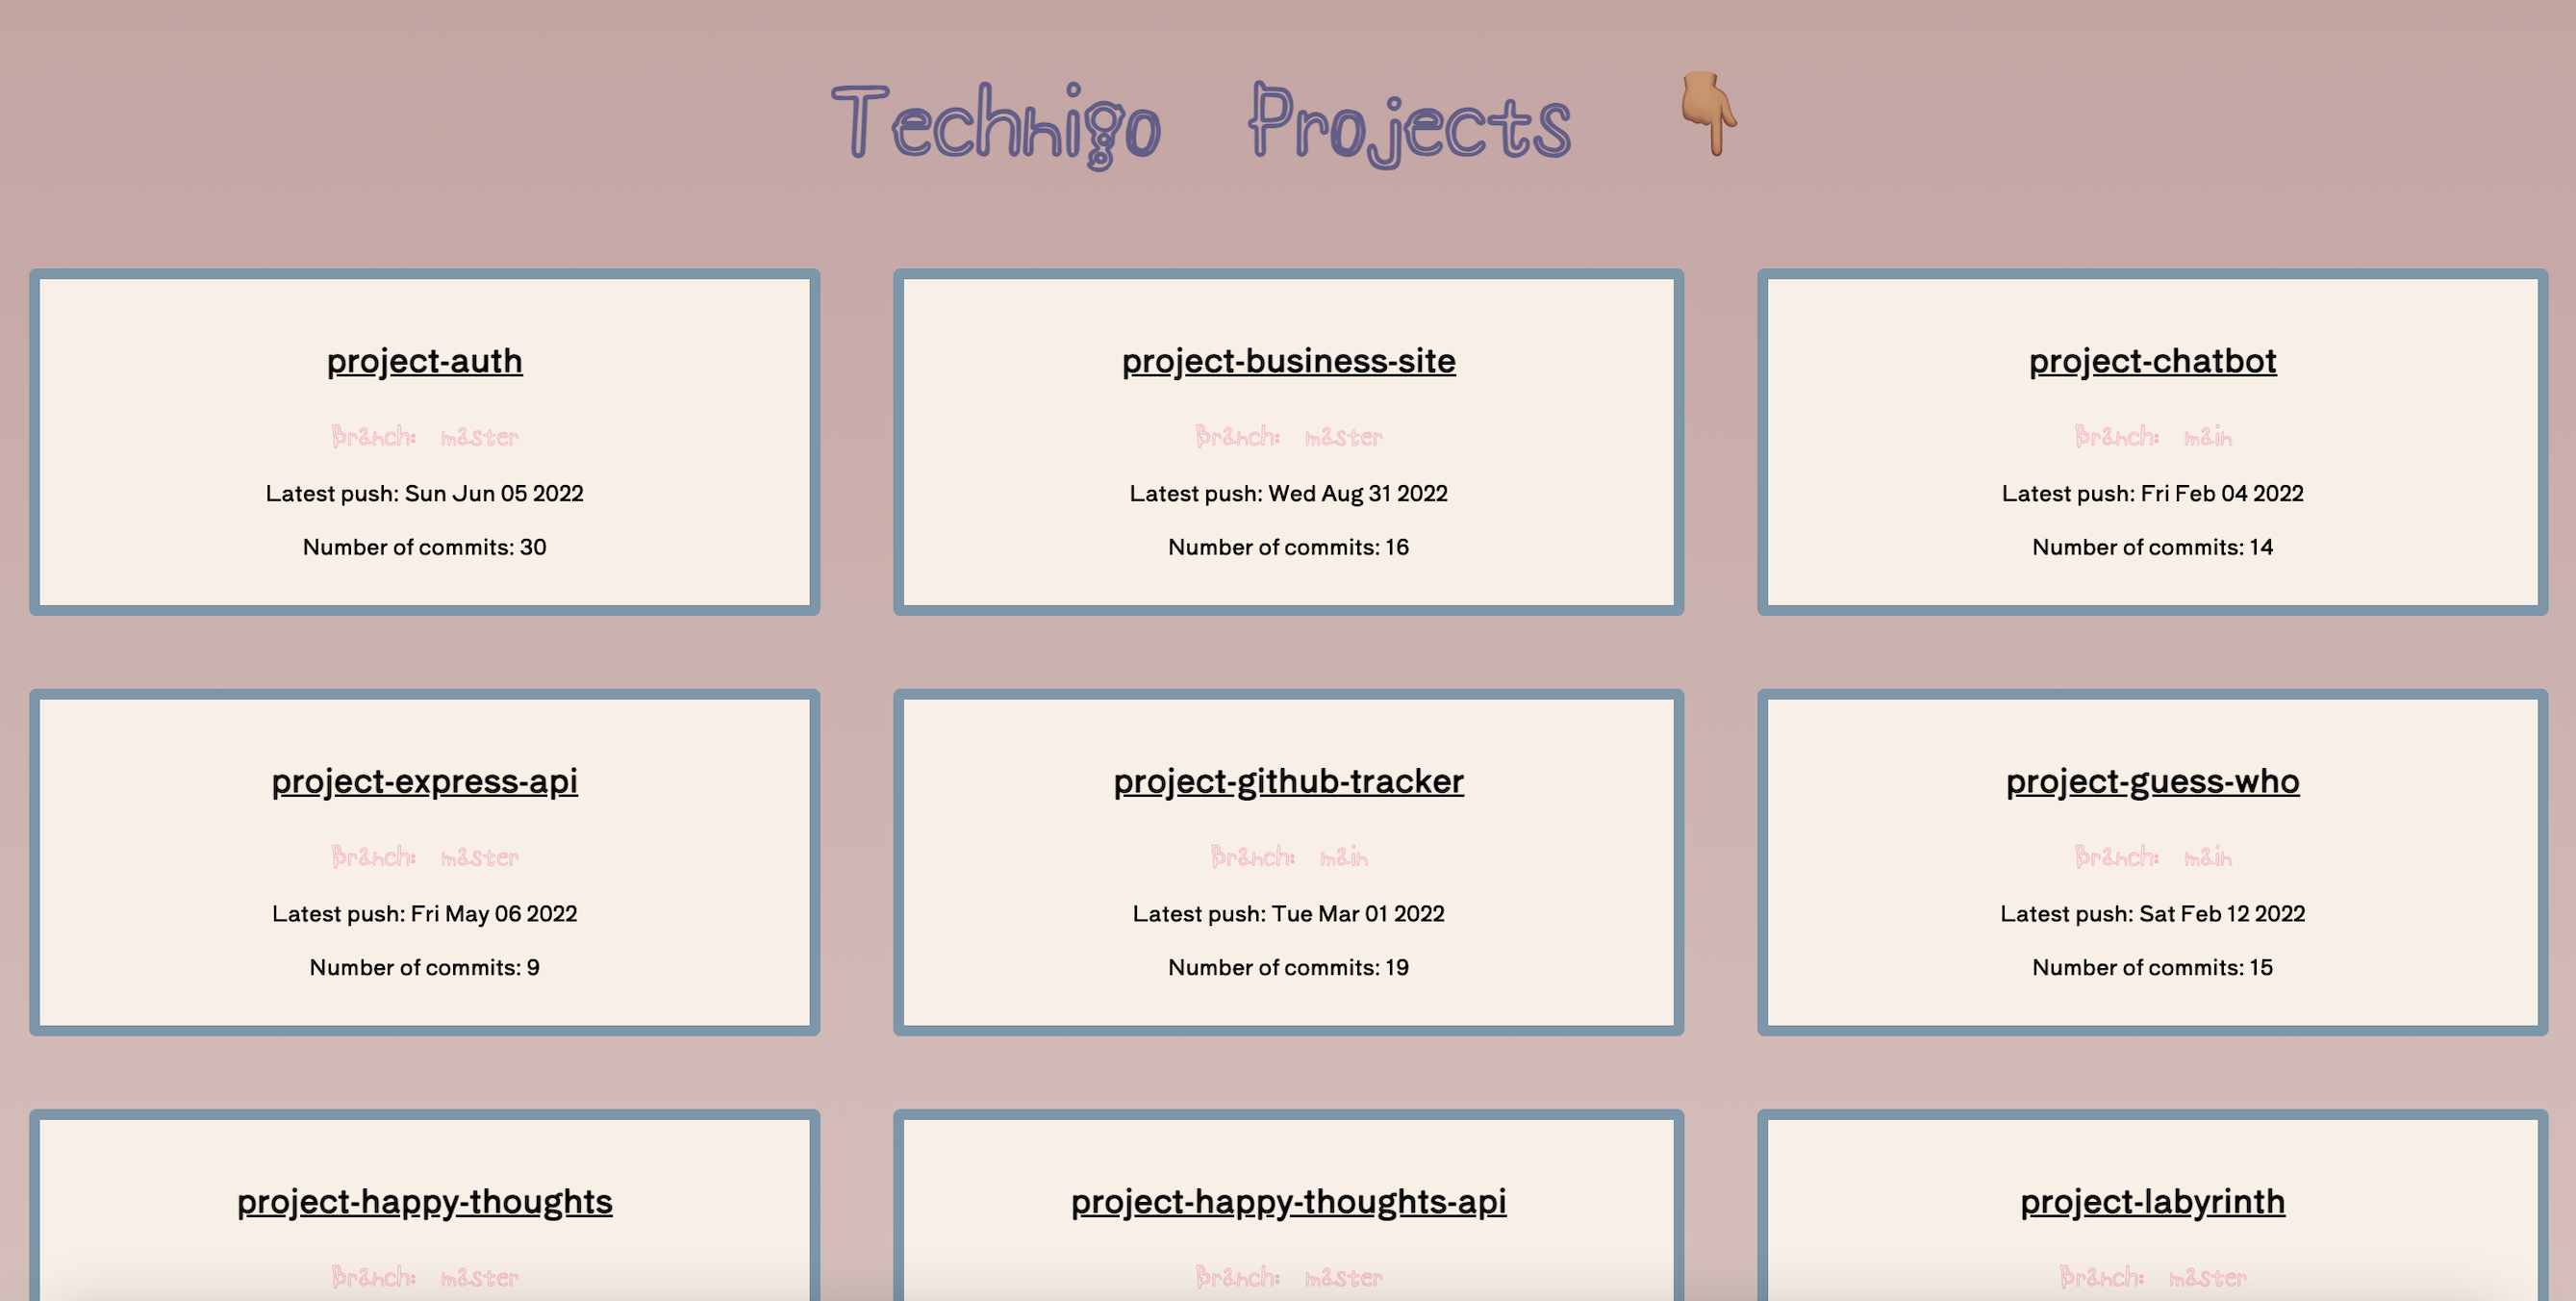 Technigo Projects 👇🏽
project-auth
Branch: master
Latest push: Sun Jun 05 2022
Number of commits: 30
project-business-site
Branch: master
Latest push: Wed Aug 31 2022
Number of commits: 16
project-chatbot
Branch: main
Latest push: Fri Feb 04 2022
Number of commits: 14
project-express-api
Branch: master
Latest push: Fri May 06 2022
Number of commits: 9
project-github-tracker
Branch: main
Latest push: Tue Mar 01 2022
Number of commits: 19
project-guess-who
Branch: main
Latest push: Sat Feb 12 2022
Number of commits: 15
project-happy-thoughts
Branch: master
project-happy-thoughts-api
Branch: master
project-labyrinth
Branch: master